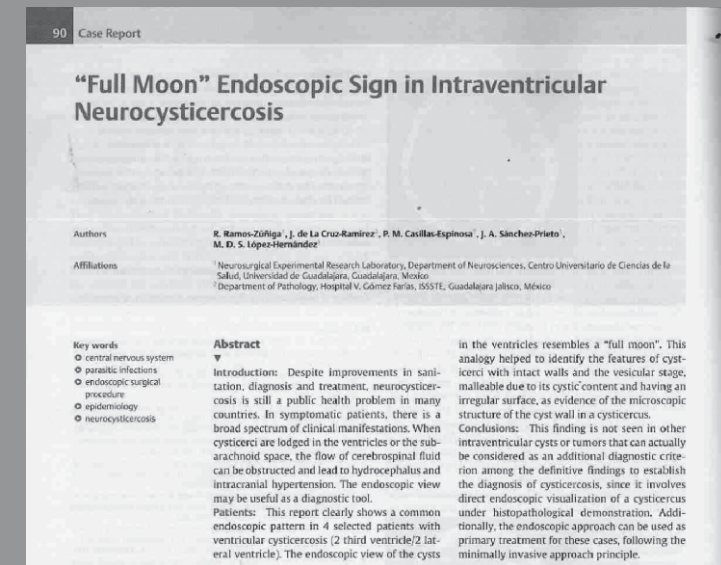 90 Case Report
“Full Moon” Endoscopic Sign in Intraventricular
Neurocysticercosis
Authors
R. Ramos-Zúñiga¹, J. de La Cruz-Ramirez¹, P. M. Casillas-Espinosa¹, J. A. Sánchez-Prieto¹,
M. D. S. López-Hernández²
Affiliations
¹ Neurosurgical Experimental Research Laboratory, Department of Neurosciences, Centro Universitario de Ciencias de la
Salud, Universidad de Guadalajara, Guadalajara, Mexico
² Department of Pathology, Hospital V. Gómez Farías, ISSSTE, Guadalajara Jalisco, México
Key words
central nervous system
parasitic infections
endoscopic surgical
procedure
epidemiology
neurocysticercosis
Abstract
Introduction: Despite improvements in sani-
tation, diagnosis and treatment, neurocysticer-
cosis is still a public health problem in many
countries. In symptomatic patients, there is a
broad spectrum of clinical manifestations. When
cysticerci are lodged in the ventricles or the sub-
arachnoid space, the flow of cerebrospinal fluid
can be obstructed and lead to hydrocephalus and
intracranial hypertension. The endoscopic view
may be useful as a diagnostic tool.
Patients: This report clearly shows a common
endoscopic pattern in 4 selected patients with
ventricular cysticercosis (2 third ventricle/2 lat-
eral ventricle). The endoscopic view of the cysts
in the ventricles resembles a “full moon”. This
analogy helped to identify the features of cyst-
icerci with intact walls and the vesicular stage,
malleable due to its cystic content and having an
irregular surface, as evidence of the microscopic
structure of the cyst wall in a cysticercus.
Conclusions: This finding is not seen in other
intraventricular cysts or tumors that can actually
be considered as an additional diagnostic crite-
rion among the definitive findings to establish
the diagnosis of cysticercosis, since it involves
direct endoscopic visualization of a cysticercus
under histopathological demonstration. Addi-
tionally, the endoscopic approach can be used as
primary treatment for these cases, following the
minimally invasive approach principle.